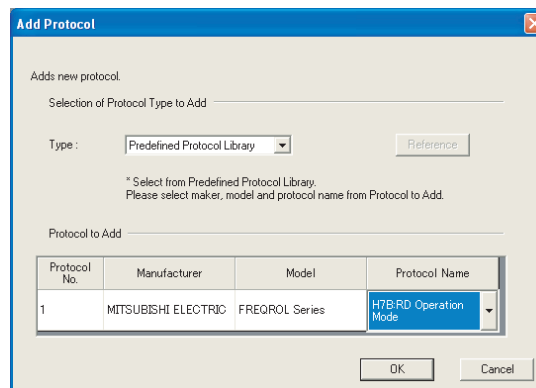 Add Protocol
Adds new protocol.
Selection of Protocol Type to Add
Type :
Predefined Protocol Library
Reference
* Select from Predefined Protocol Library.
Please select maker, model and protocol name from Protocol to Add.
Protocol to Add
Protocol No.
Manufacturer
Model
Protocol Name
1
MITSUBISHI ELECTRIC
FREQROL Series
H7B:RD Operation
Mode
OK
Cancel